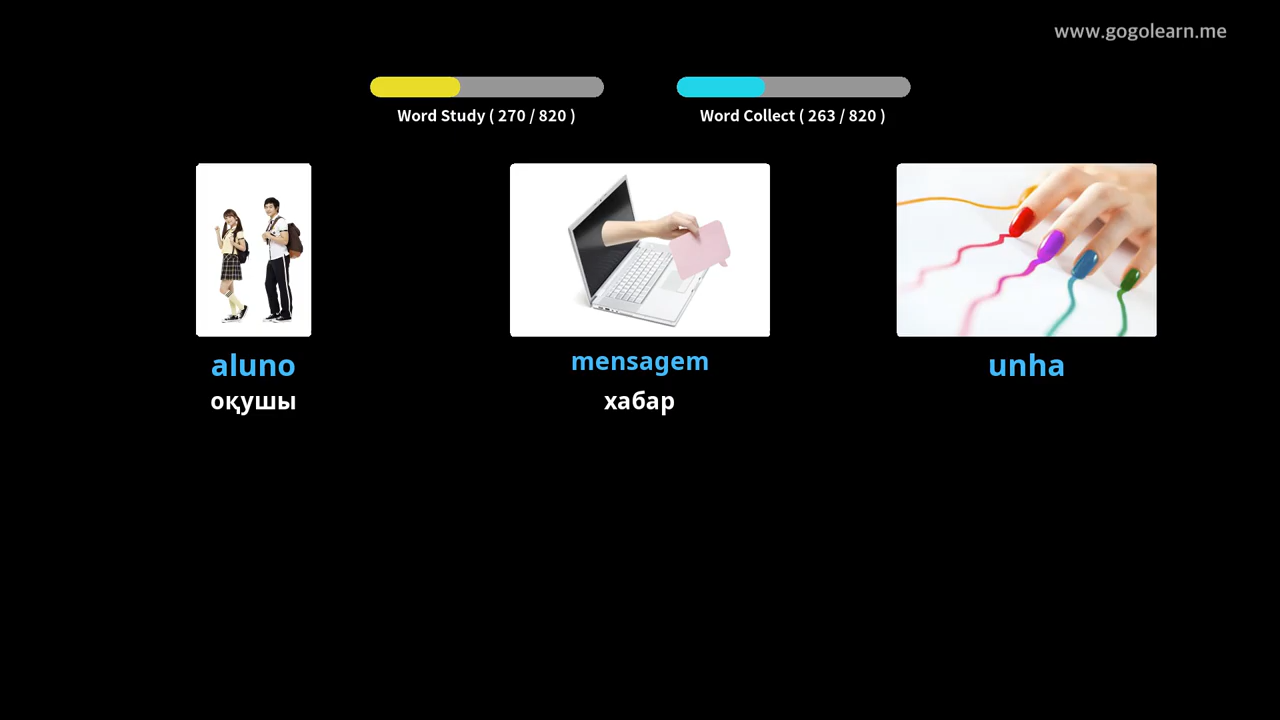 www.gogolearn.me
Word Study ( 270 / 820 )
Word Collect ( 263 / 820 )
aluno
оқушы
mensagem
хабар
unha